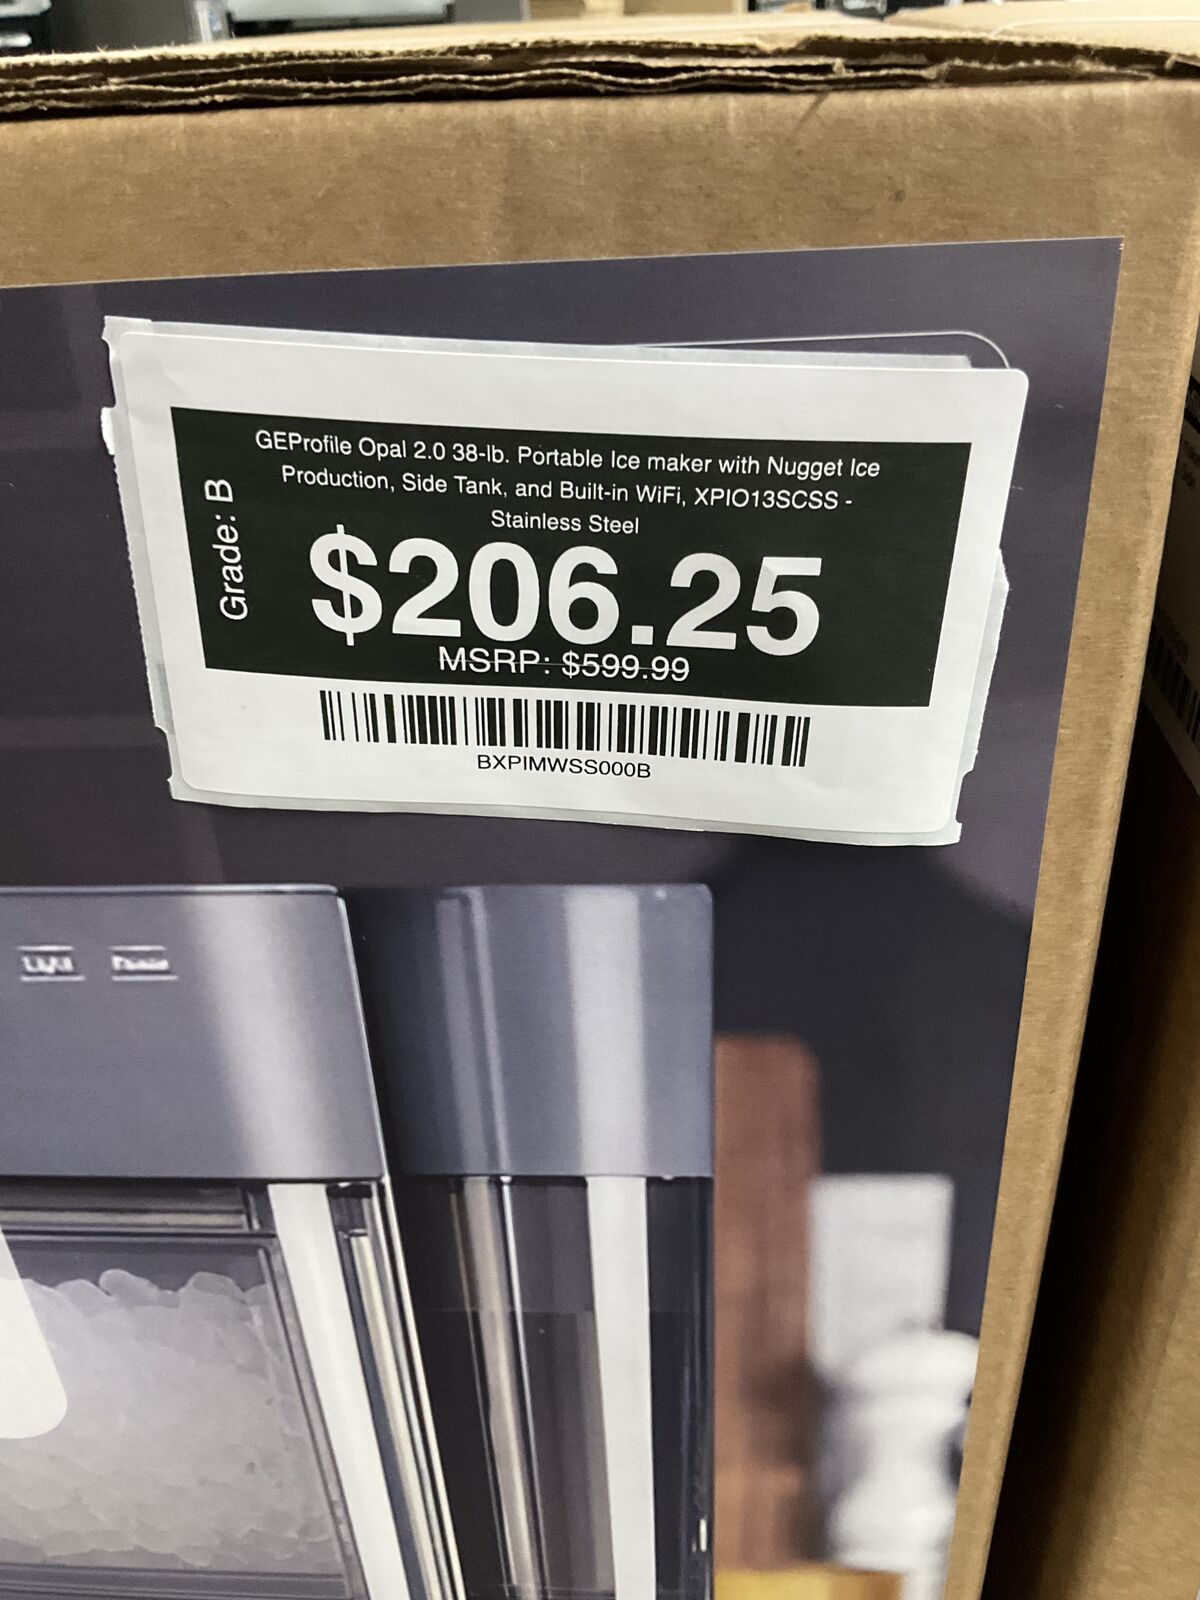 GEProfile Opal 2.0 38-lb. Portable Ice maker with Nugget Ice
Production, Side Tank, and Built-in WiFi, XPIO13SCSS -
Stainless Steel
Grade: B
$206.25
MSRP: $599.99
BXPIMWSS000B
Light